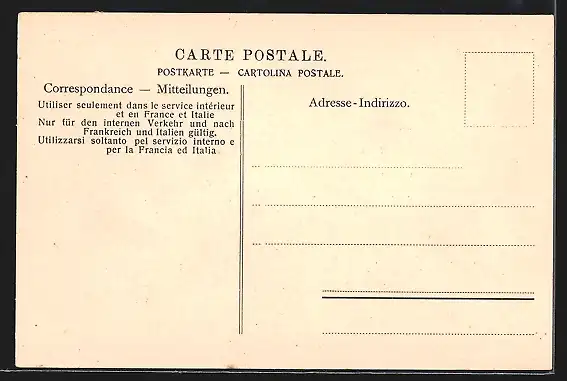 CARTE POSTALE.
POSTKARTE — CARTOLINA POSTALE.
Correspondance — Mitteilungen.
Utiliser seulement dans le service intérieur
et en France et Italie
Nur für den internen Verkehr und nach
Frankreich und Italien gültig.
Utilizzarsi soltanto pel servizio interno e
per la Francia ed Italia
Adresse-Indirizzo.